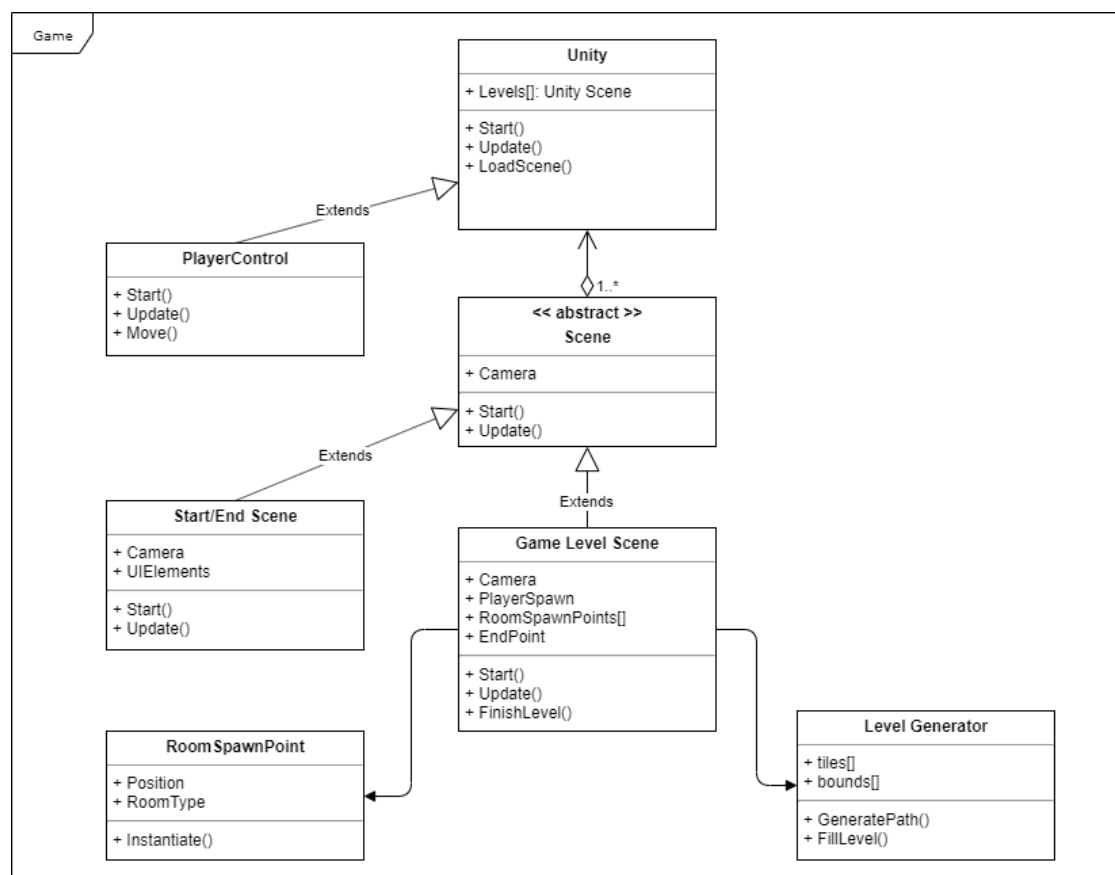 Game
Unity
+ Levels[]: Unity Scene
+ Start()
+ Update()
+ LoadScene()
Extends
PlayerControl
+ Start()
+ Update()
+ Move()
1..*
<< abstract >>
Scene
+ Camera
+ Start()
+ Update()
Extends
Extends
Start/End Scene
+ Camera
+ UIElements
+ Start()
+ Update()
Game Level Scene
+ Camera
+ PlayerSpawn
+ RoomSpawnPoints[]
+ EndPoint
+ Start()
+ Update()
+ FinishLevel()
RoomSpawnPoint
+ Position
+ RoomType
+ Instantiate()
Level Generator
+ tiles[]
+ bounds[]
+ GeneratePath()
+ FillLevel()